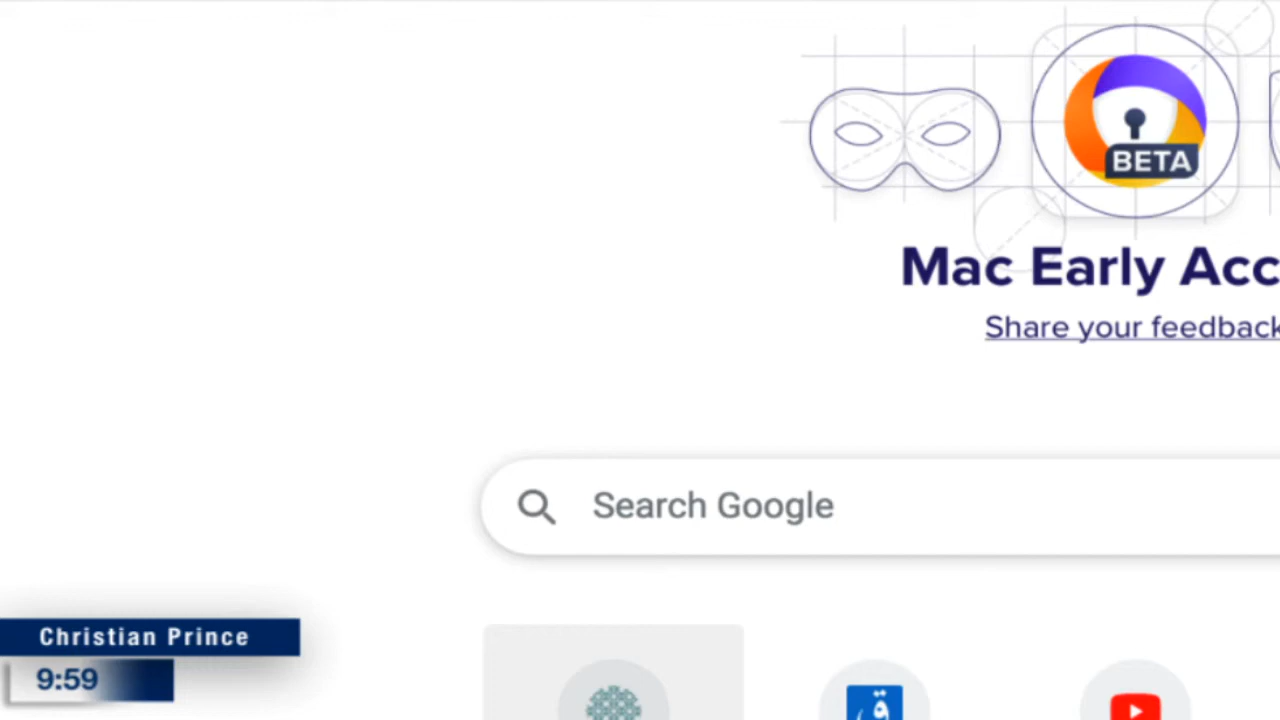 BETA
Mac Early Acc
Share your feedback
Search Google
Christian Prince
9:59
ق